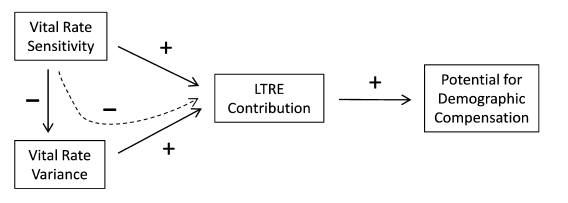 Vital Rate
Sensitivity
+
−
−
LTRE
Contribution
+
Potential for
Demographic
Compensation
Vital Rate
Variance
+